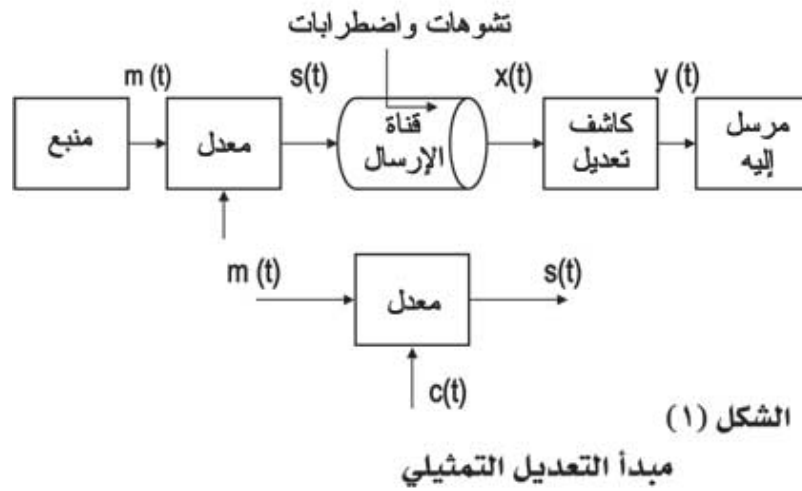 تشوهات واضطرابات
m (t)
s(t)
x(t)
y (t)
منبع
معدل
قناة
الإرسال
كاشف
تعديل
مرسل
إليه
m (t)
معدل
s(t)
c(t)
الشكل (١)
مبدأ التعديل التمثيلي